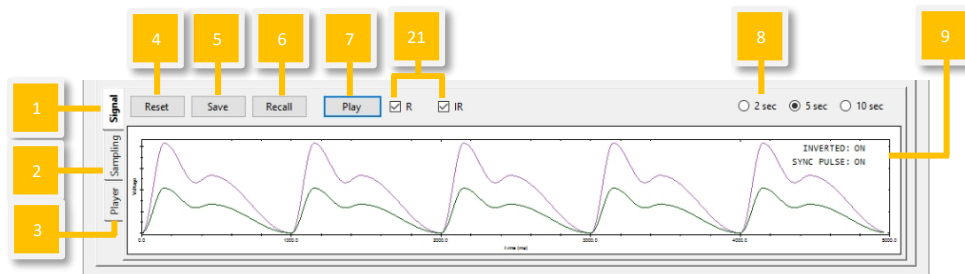 4
5
6
7
21
8
9
1
2
3
Signal
Sampling
Player
Reset
Save
Recall
Play
R
IR
2 sec
5 sec
10 sec
INVERTED: ON
SYNC PULSE: ON
Voltage
0.0
1000.0
2000.0
3000.0
4000.0
5000.0
Time (ms)